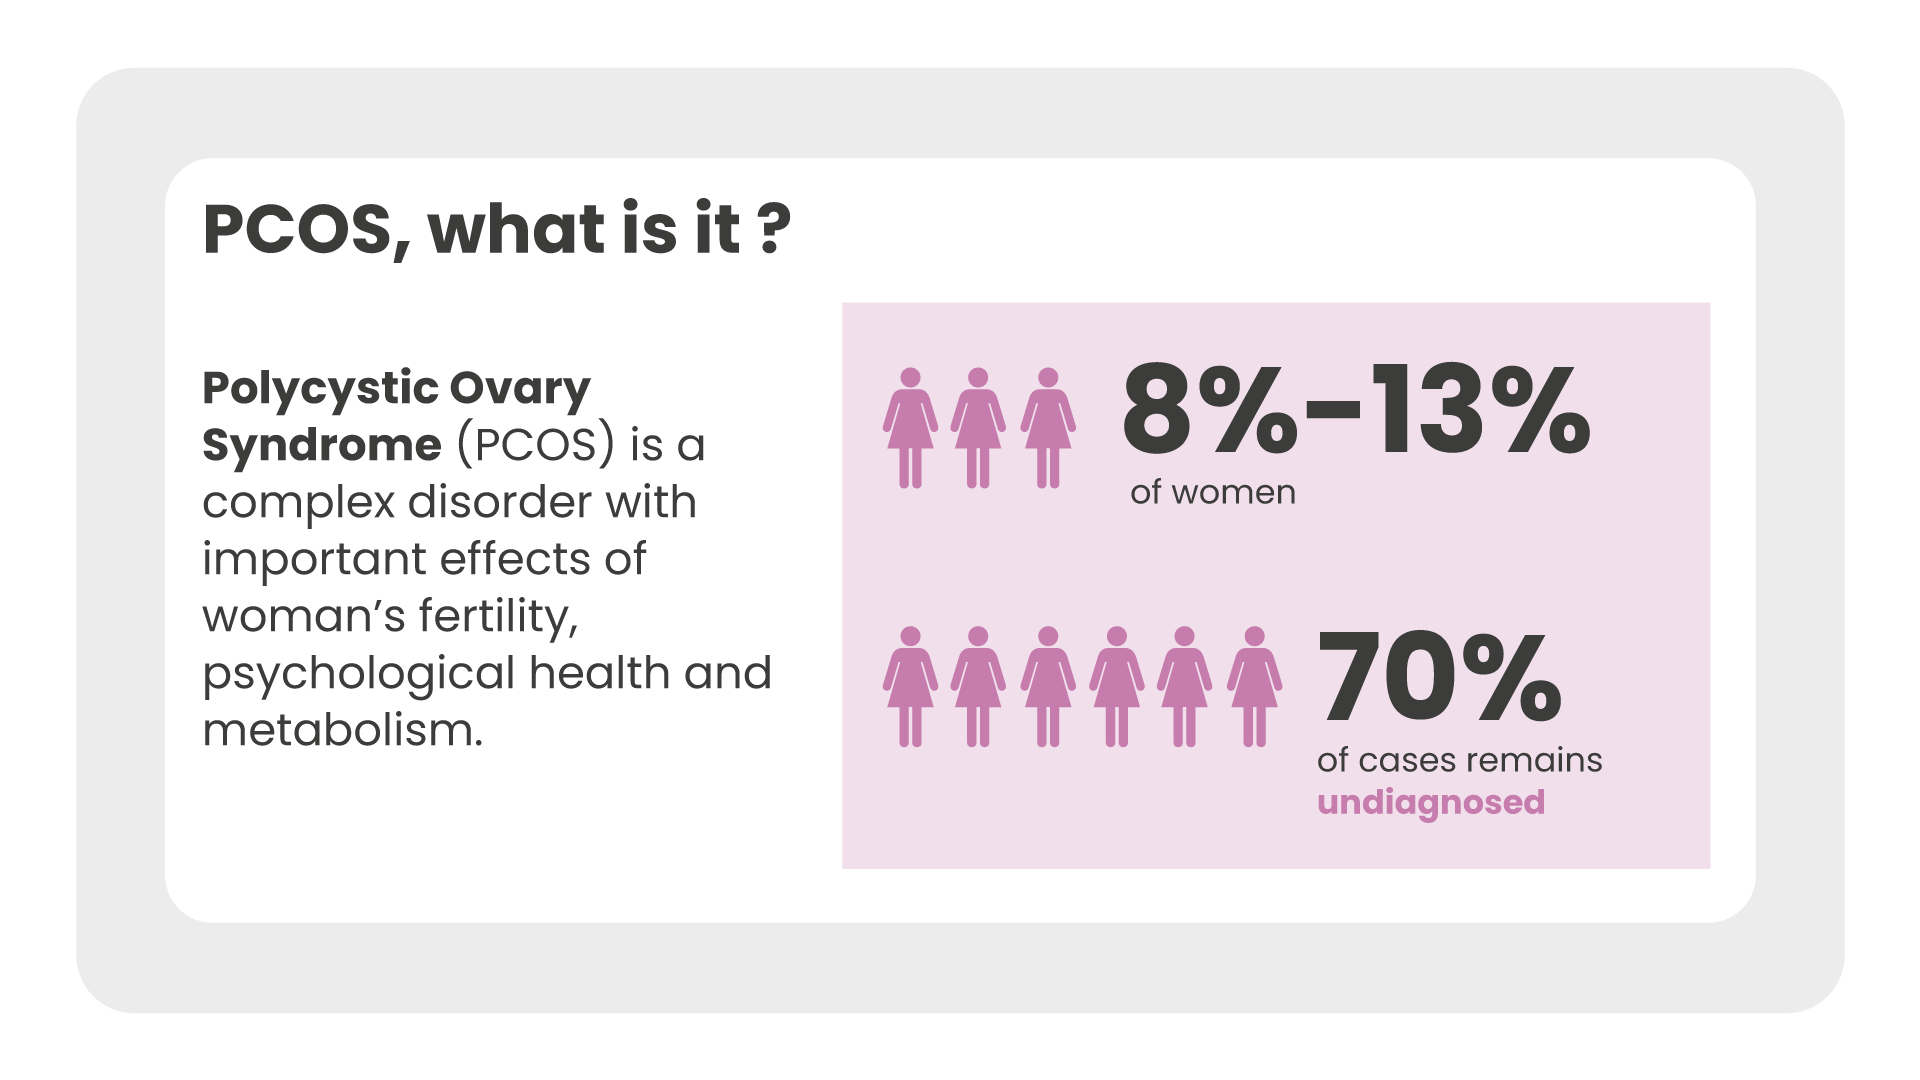 PCOS, what is it ?
Polycystic Ovary
Syndrome (PCOS) is a
complex disorder with
important effects of
woman’s fertility,
psychological health and
metabolism.
8%-13%
of women
70%
of cases remains
undiagnosed